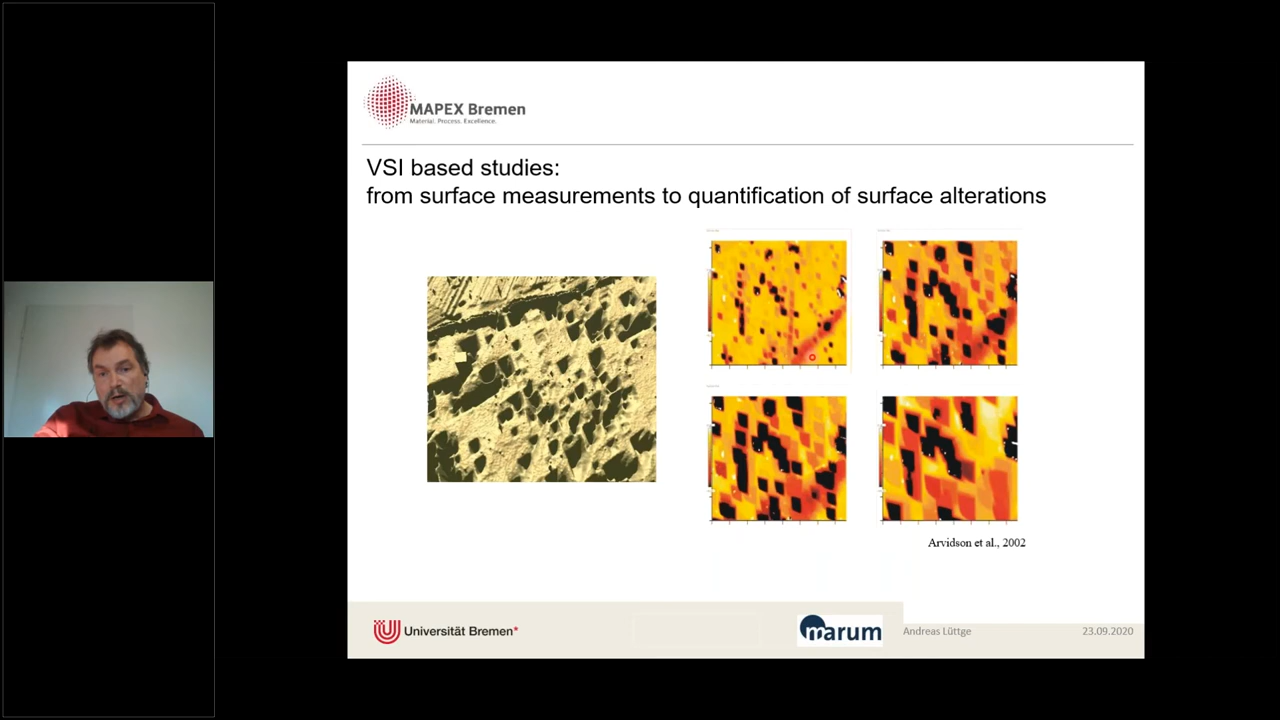 MAPEX Bremen
Material. Process. Excellence.
VSI based studies:
from surface measurements to quantification of surface alterations
Arvidson et al., 2002
Universität Bremen*
marum
Andreas Lüttge
23.09.2020